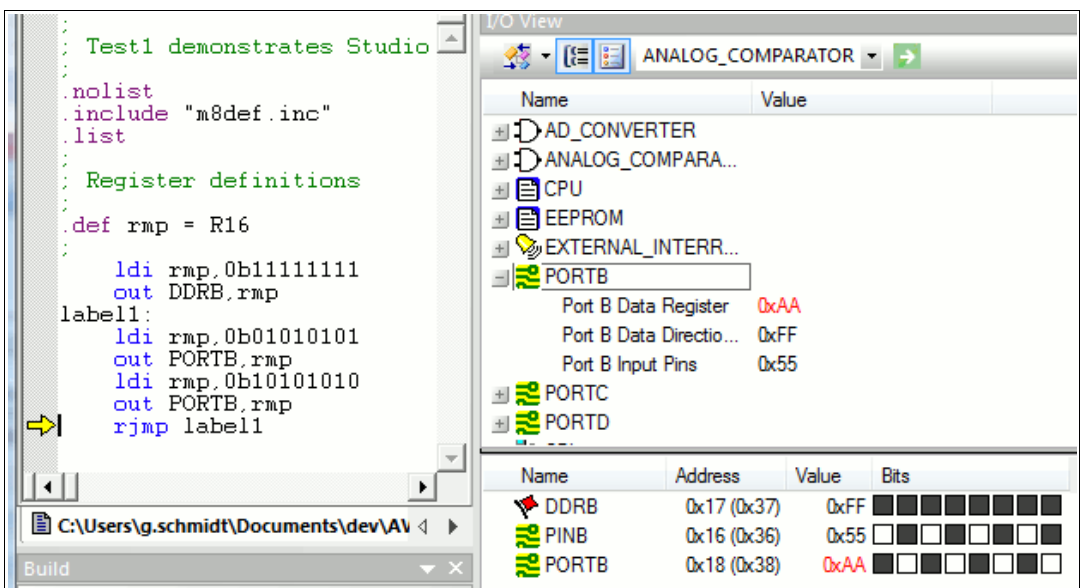 ;
; Test1 demonstrates Studio
;
.nolist
.include "m8def.inc"
.list
;
; Register definitions
;
.def rmp = R16
;
ldi rmp,0b11111111
out DDRB,rmp
label1:
ldi rmp,0b01010101
out PORTB,rmp
ldi rmp,0b10101010
out PORTB,rmp
rjmp label1
C:\Users\g.schmidt\Documents\dev\AV
Build
I/O View
ANALOG_COMPARATOR
Name Value
AD_CONVERTER
ANALOG_COMPARA...
CPU
EEPROM
EXTERNAL_INTERR...
PORTB
Port B Data Register 0xAA
Port B Data Directio... 0xFF
Port B Input Pins 0x55
PORTC
PORTD
Name Address Value Bits
DDRB 0x17 (0x37) 0xFF
PINB 0x16 (0x36) 0x55
PORTB 0x18 (0x38) 0xAA